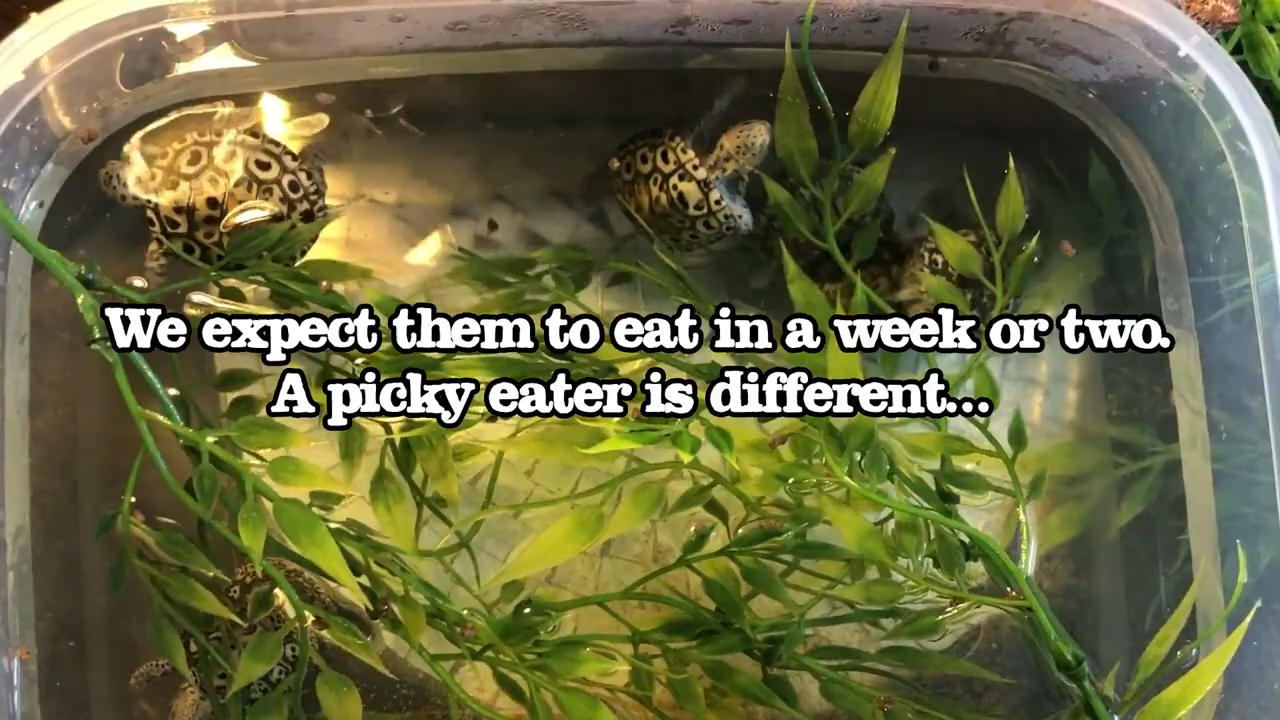 We expect them to eat in a week or two.
A picky eater is different...